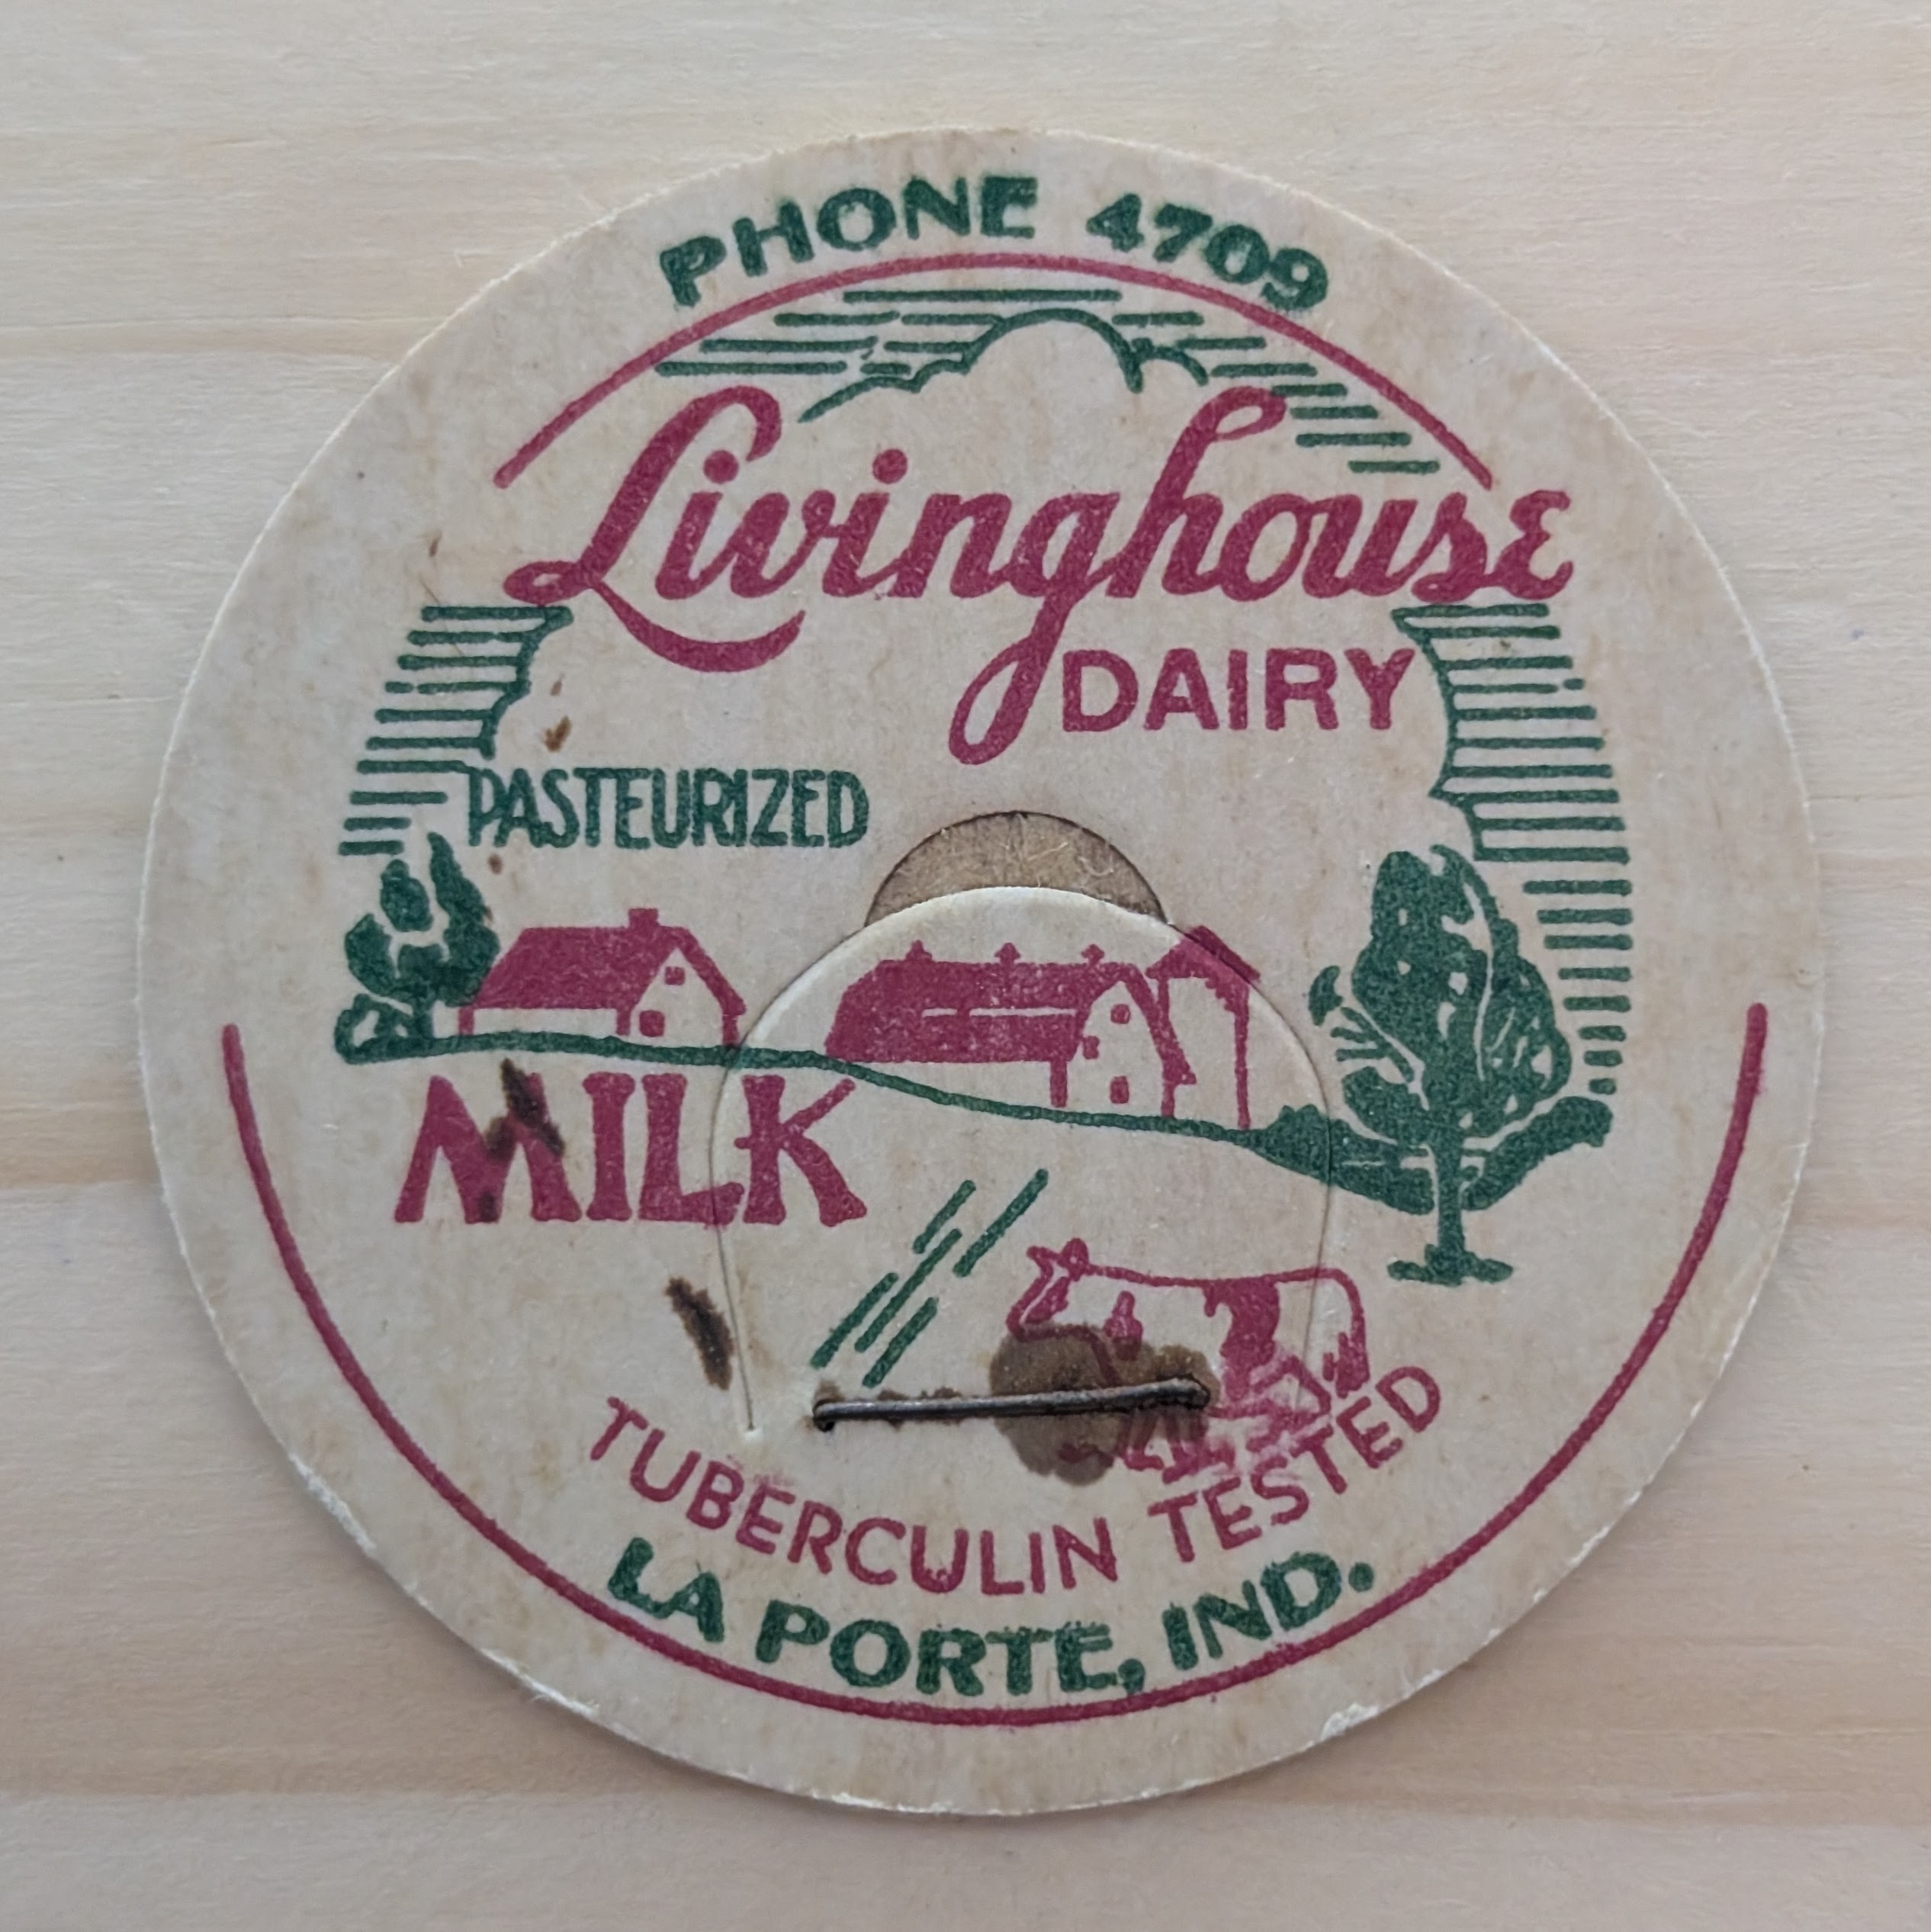 PHONE 4709
Livinghouse
DAIRY
PASTEURIZED
MILK
TUBERCULIN TESTED
LA PORTE, IND.